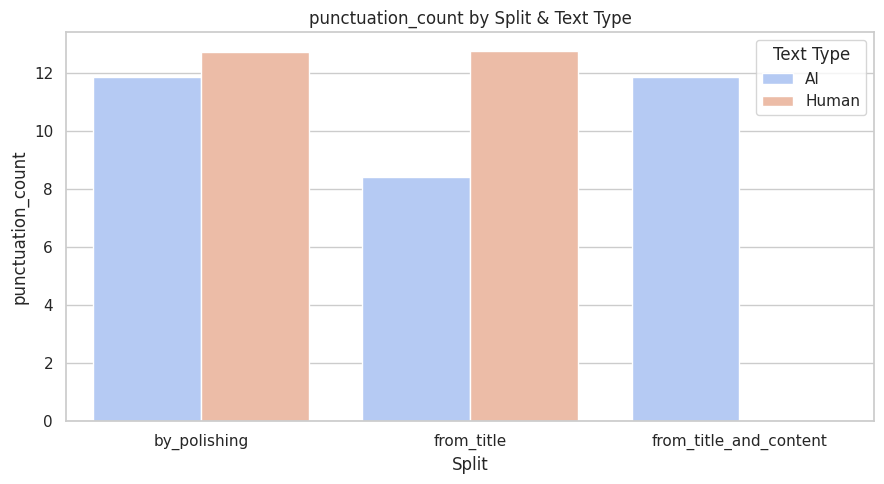 punctuation_count by Split & Text Type
Text Type
AI
Human
punctuation_count
12
10
8
6
4
2
0
by_polishing
from_title
from_title_and_content
Split